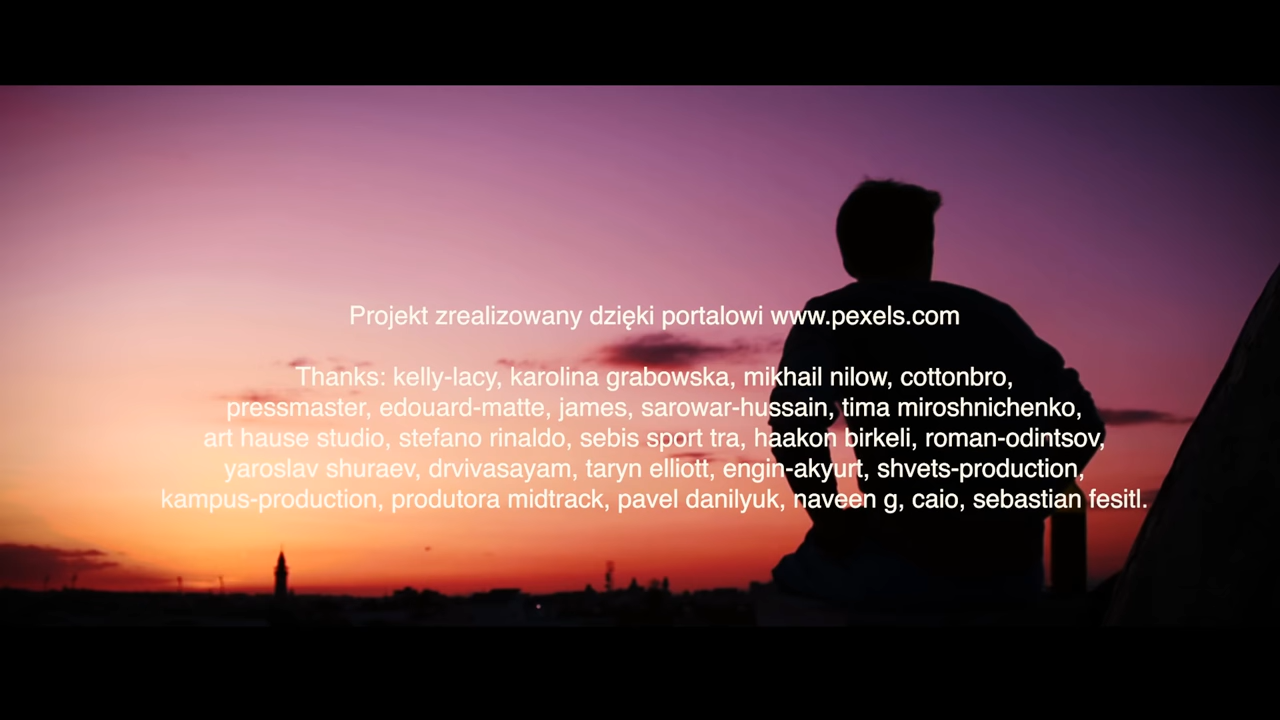 Projekt zrealizowany dzięki portalowi www.pexels.com
Thanks: kelly-lacy, karolina grabowska, mikhail nilow, cottonbro,
pressmaster, edouard-matte, james, sarowar-hussain, tima miroshnichenko,
art hause studio, stefano rinaldo, sebis sport tra, haakon birkeli, roman-odintsov,
yaroslav shuraev, drvivasayam, taryn elliott, engin-akyurt, shvets-production,
kampus-production, produtora midtrack, pavel danilyuk, naveen g, caio, sebastian fesitl.